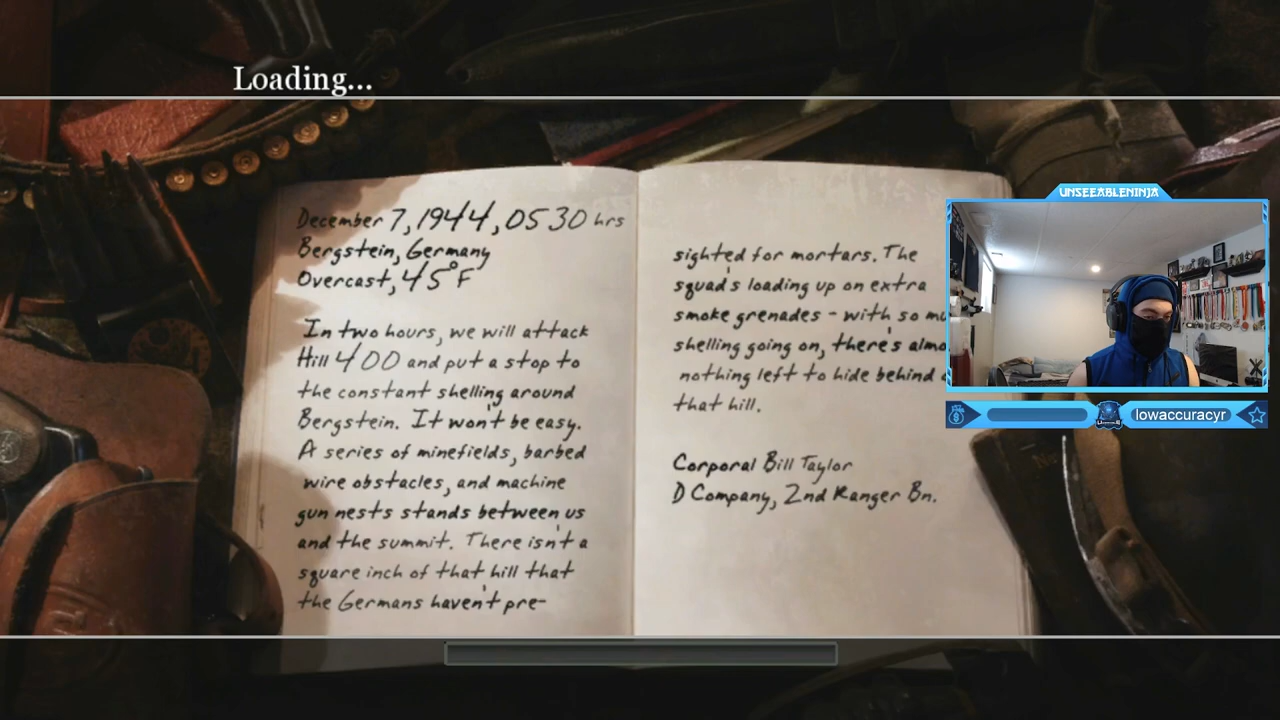 Loading...
December 7, 1944, 0530 hrs
Bergstein, Germany
Overcast, 45°F
In two hours, we will attack
Hill 400 and put a stop to
the constant shelling around
Bergstein. It won't be easy.
A series of minefields, barbed
wire obstacles, and machine
gun nests stands between us
and the summit. There isn't a
square inch of that hill that
the Germans haven't pre-
sighted for mortars. The
squad's loading up on extra
smoke grenades - with so
shelling going on, there's
nothing left to hide behind
that hill.
Corporal Bill Taylor
D Company, 2nd Ranger Bn.
UNSEEABLENINJA
lowaccuracyr